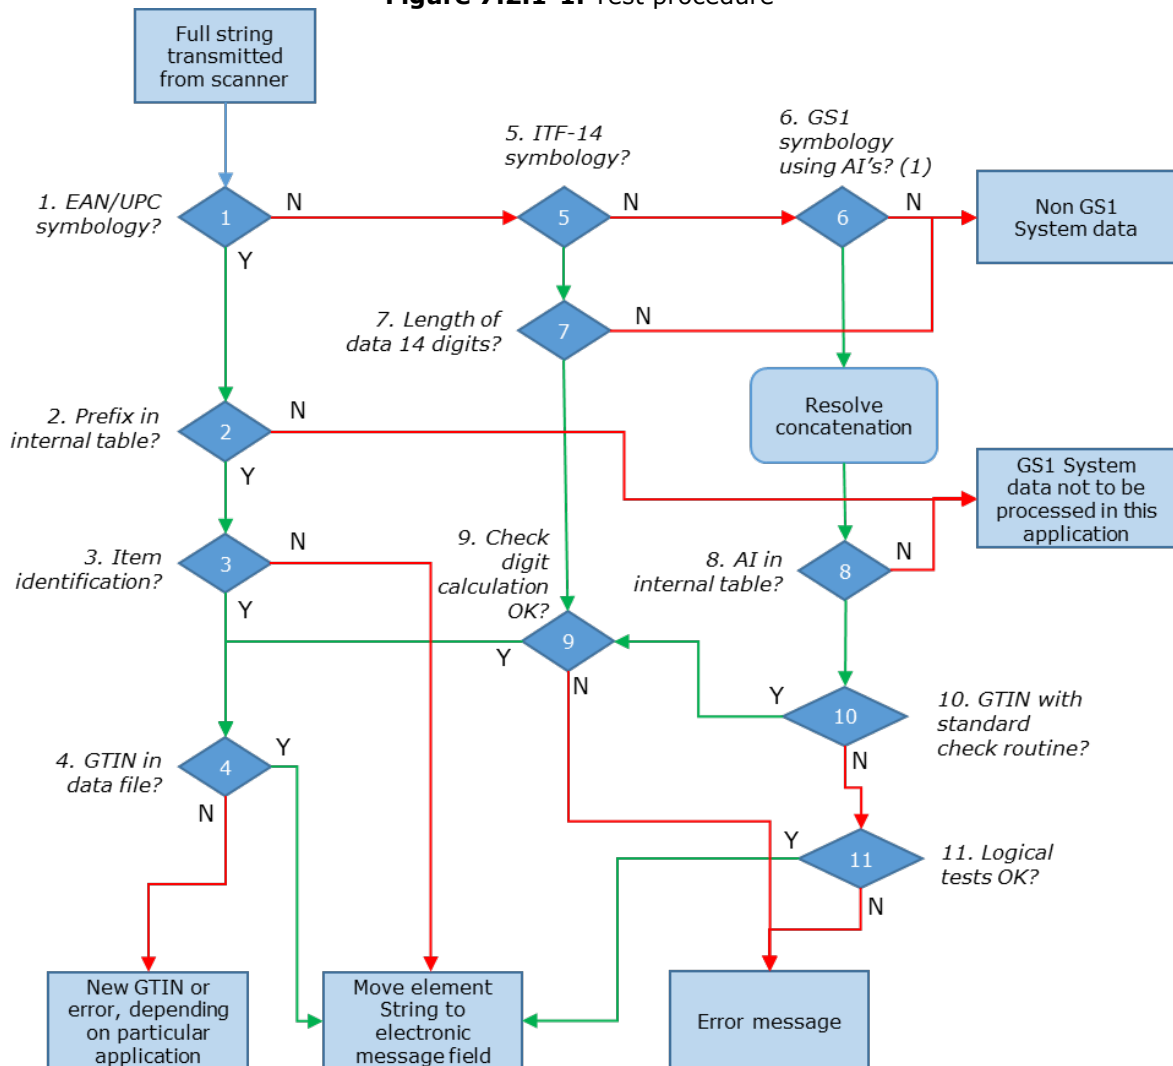 Figure 7.2.1-1. Test procedure
Full string
transmitted
from scanner
5. ITF-14
symbology?
6. GS1
symbology
using AI's? (1)
1. EAN/UPC
symbology?
1
N
5
N
6
N
Non GS1
System data
Y
7. Length of
data 14 digits?
7
N
Resolve
concatenation
2. Prefix in
internal table?
2
N
Y
GS1 System
data not to be
processed in this
application
3. Item
identification?
3
N
Y
9. Check
digit
calculation
OK?
8. AI in
internal table?
8
N
9
Y
N
Y
10
N
10. GTIN with
standard
check routine?
4. GTIN in
data file?
4
Y
N
Y
11
N
11. Logical
tests OK?
New GTIN or
error, depending
on particular
application
Move element
String to
electronic
message field
Error message